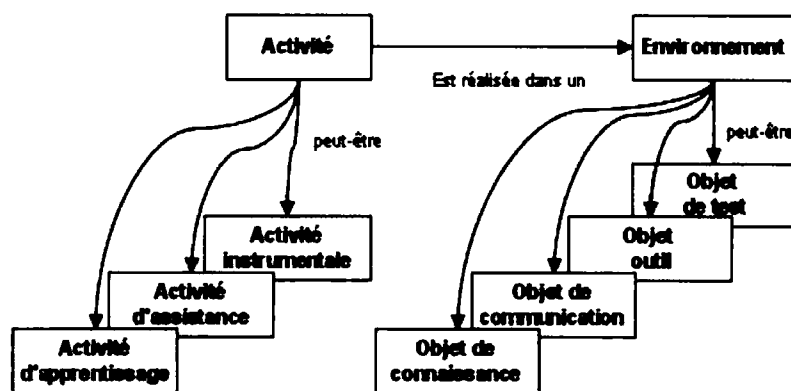 Activité
Environnement
Est réalisée dans un
peut-être
peut-être
Objet
de test
Activité
instrumentale
Objet
outil
Activité
d'assistance
Objet de
communication
Activité
d'apprentissage
Objet de
connaissance